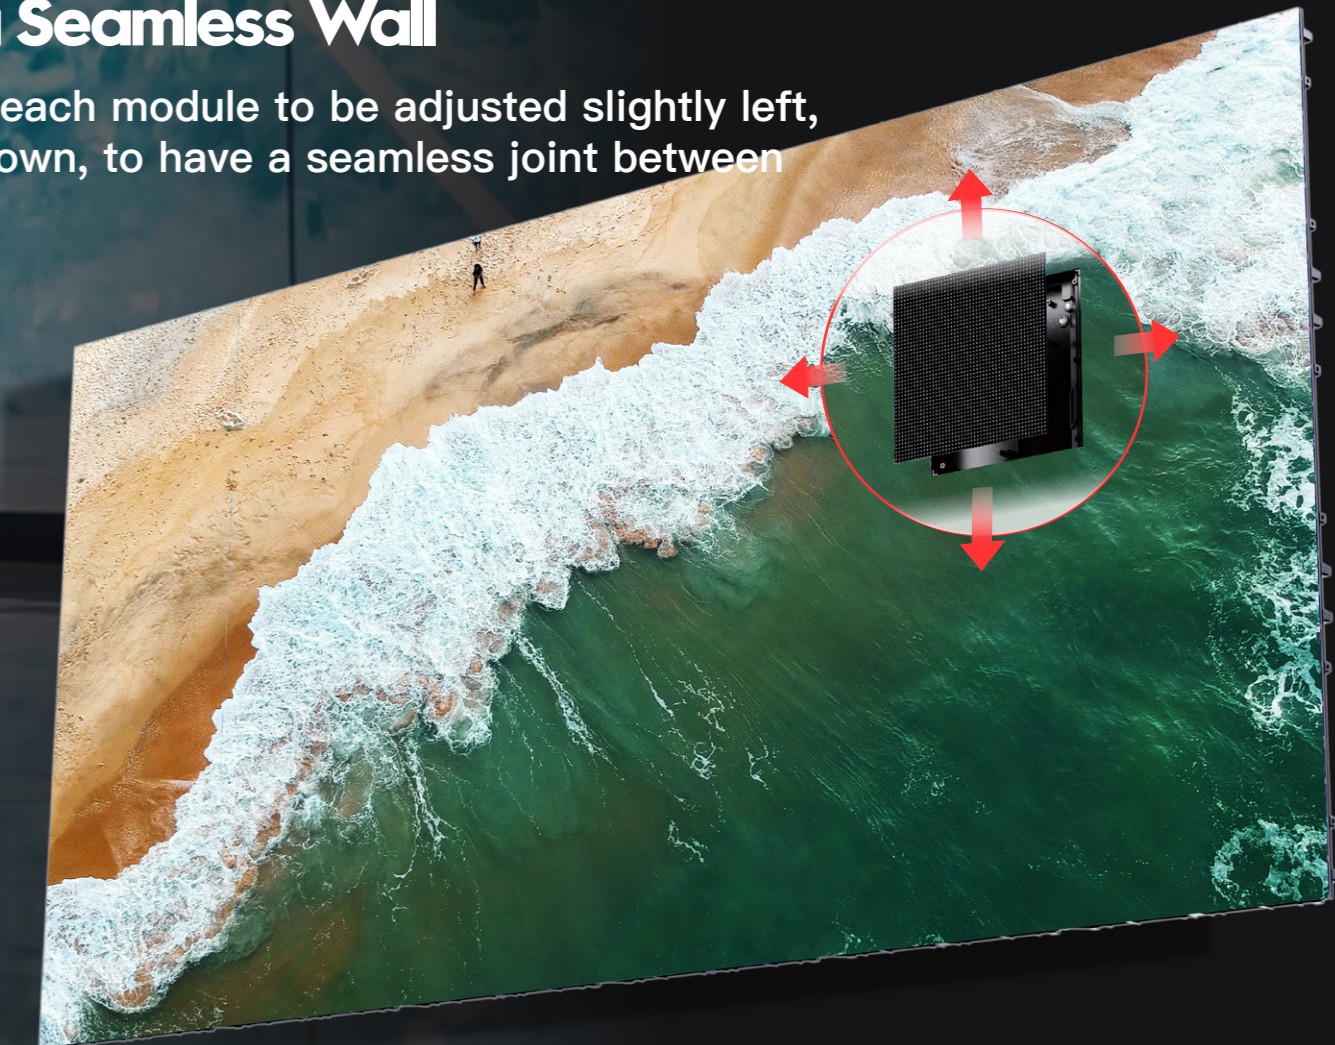 Seamless Wall
each module to be adjusted slightly left,
own, to have a seamless joint between